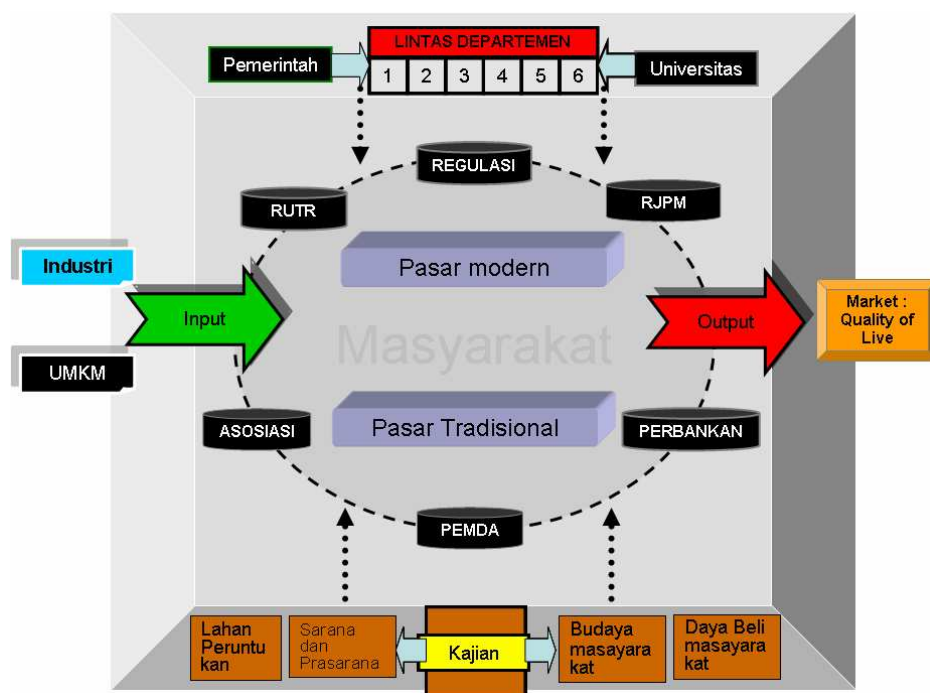 LINTAS DEPARTEMEN
Pemerintah
1 2 3 4 5 6
Universitas
REGULASI
RUTR
RJPM
Pasar modern
Industri
Input
Masyarakat
Output
Market :
Quality of
Live
UMKM
ASOSIASI
Pasar Tradisional
PERBANKAN
PEMDA
Lahan
Peruntu
kan
Sarana
dan
Prasarana
Kajian
Budaya
masayara
kat
Daya Beli
masayara
kat